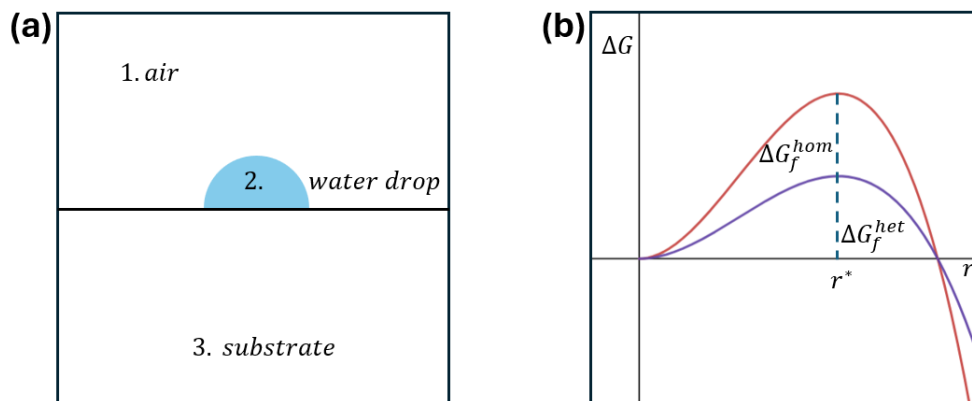 (a)
1. air
2.
water drop
3. substrate
(b)
ΔG
ΔG_f^{hom}
ΔG_f^{het}
r*
r